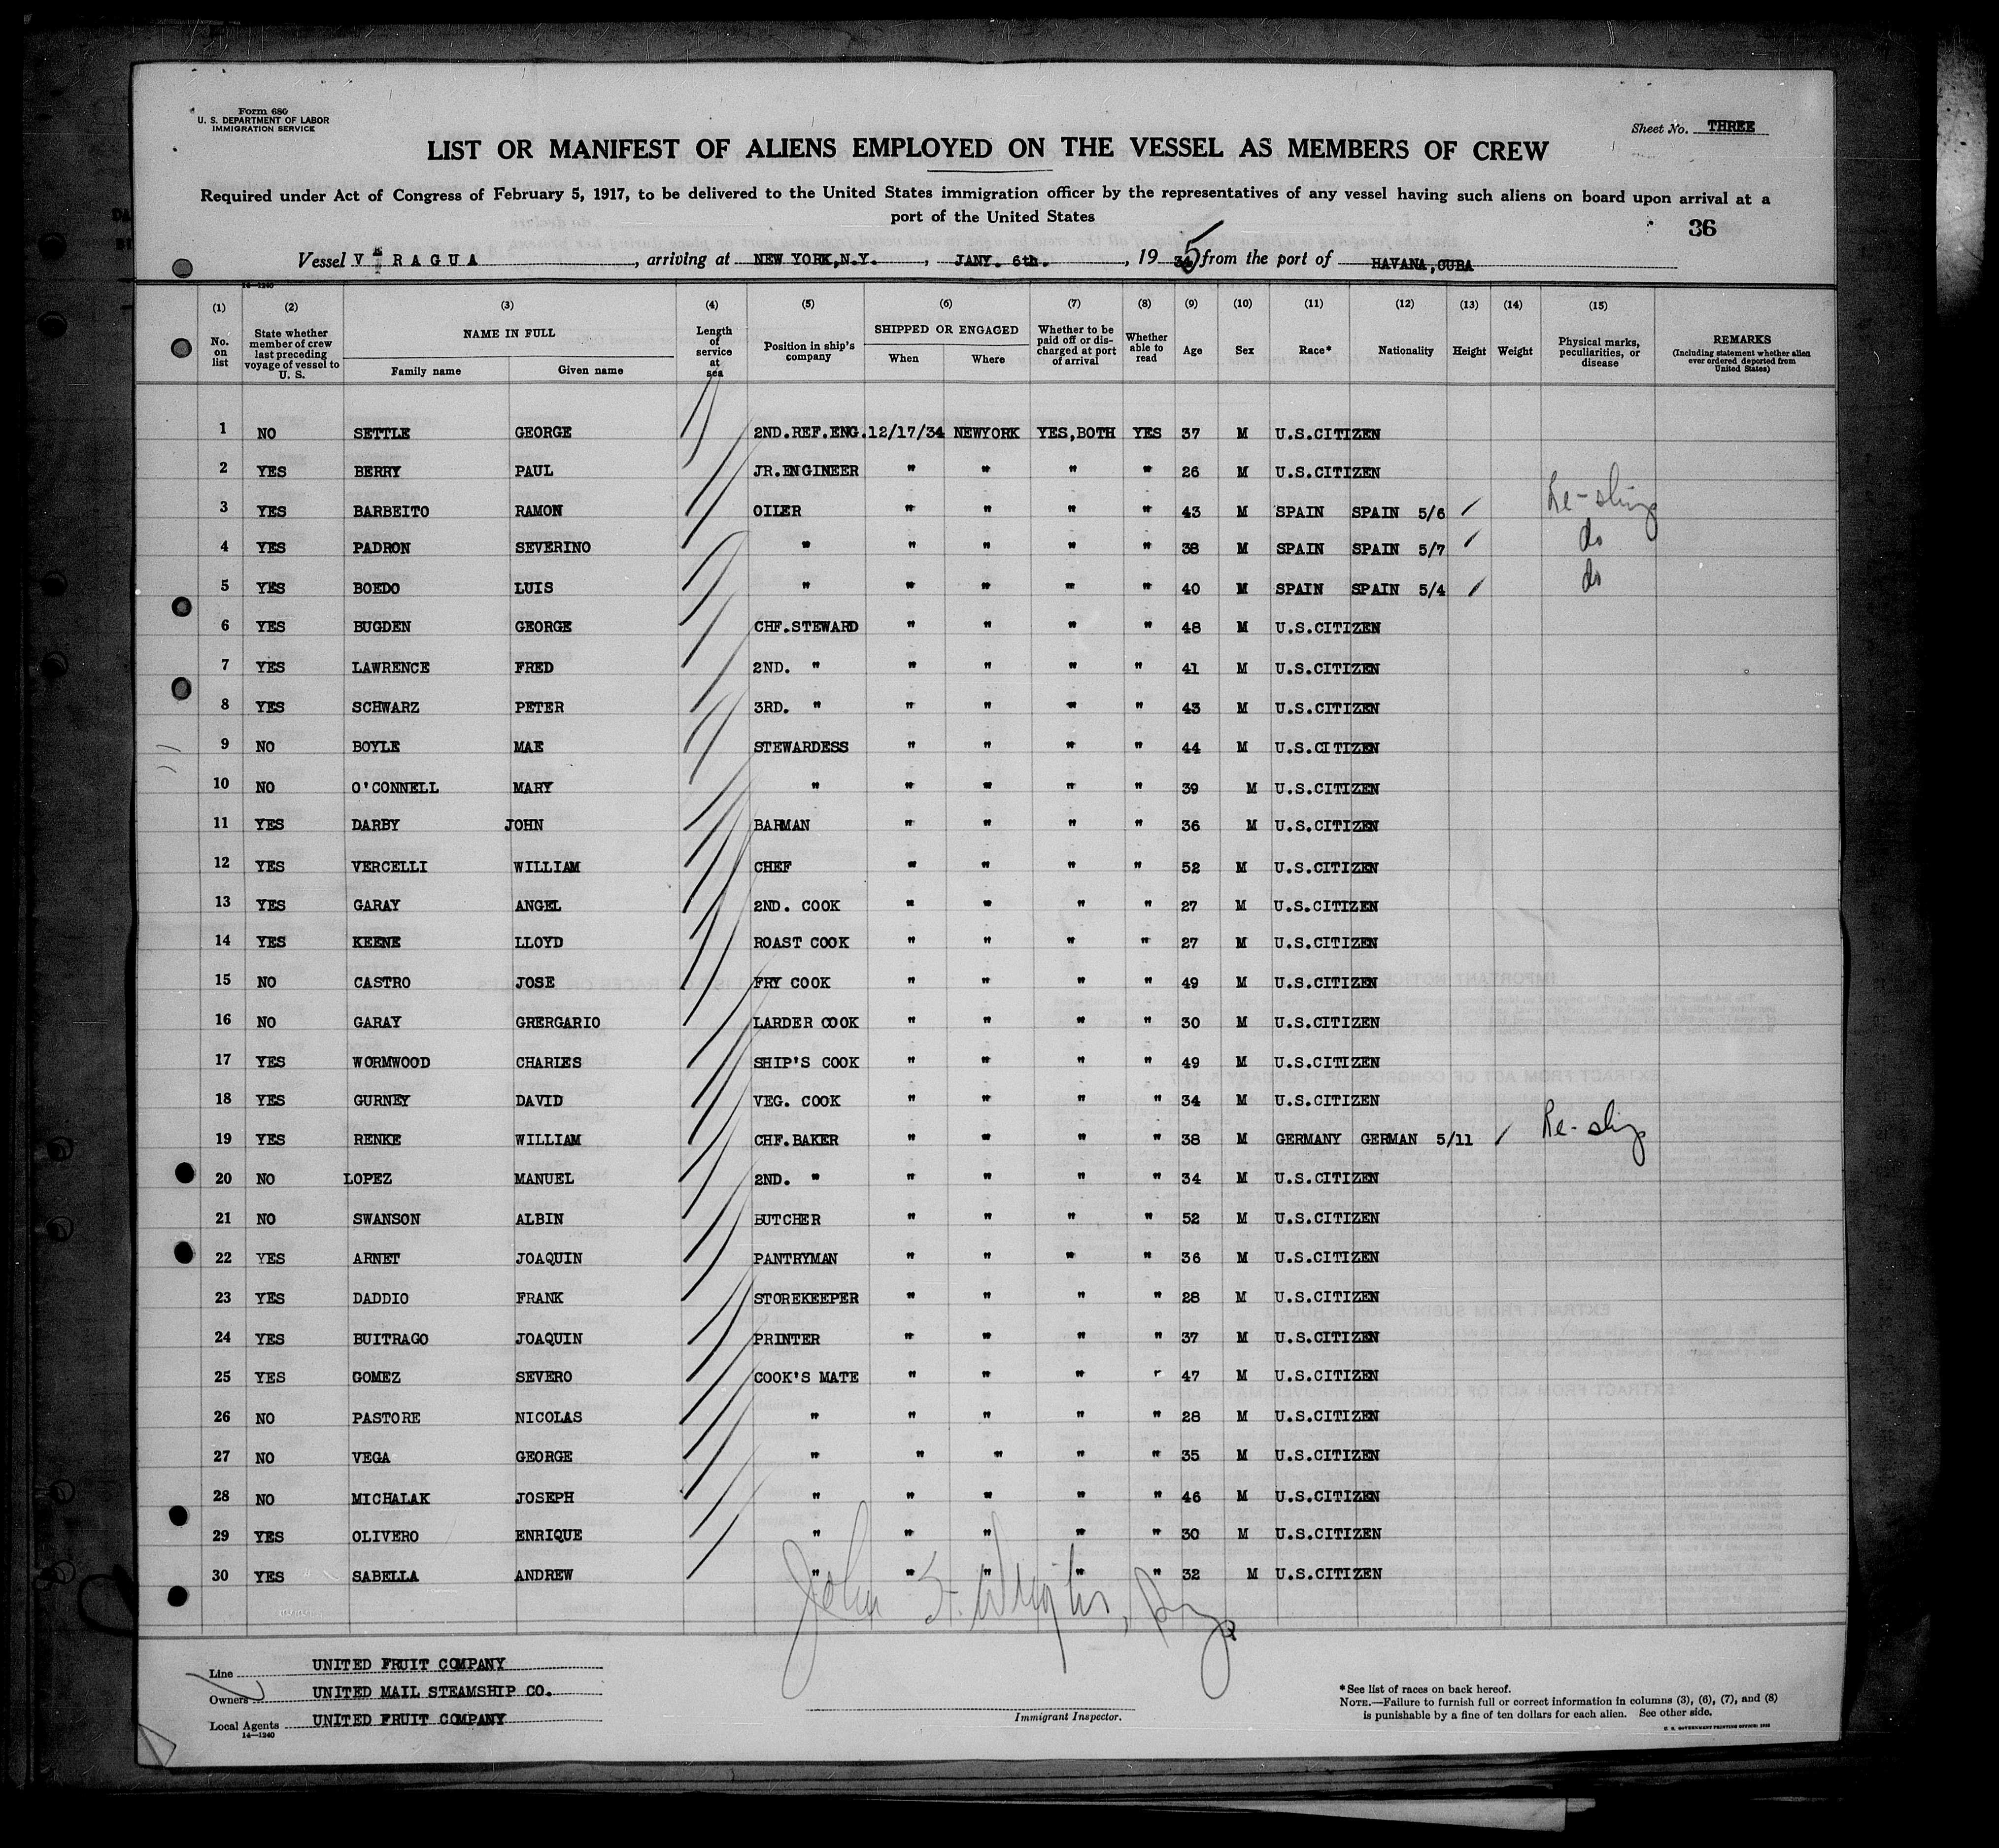 Form 680
U. S. DEPARTMENT OF LABOR
IMMIGRATION SERVICE
Sheet No. THREE
LIST OR MANIFEST OF ALIENS EMPLOYED ON THE VESSEL AS MEMBERS OF CREW
Required under Act of Congress of February 5, 1917, to be delivered to the United States immigration officer by the representatives of any vessel having such aliens on board upon arrival at a
port of the United States
36
Vessel VERAGUA, arriving at NEW YORK,N.Y., JANY. 6th., 19 35 from the port of HAVANA,CUBA
14—1240
(1) (2) (3) (4) (5) (6) (7) (8) (9) (10) (11) (12) (13) (14) (15)
No. on list State whether member of crew last preceding voyage of vessel to U. S. NAME IN FULL Family name Given name Length of service at sea Position in ship's company SHIPPED OR ENGAGED When Where Whether to be paid off or discharged at port of arrival Whether able to read Age Sex Race* Nationality Height Weight Physical marks, peculiarities, or disease REMARKS (Including statement whether alien ever ordered deported from United States)
1 NO SETTLE GEORGE 2ND.REF.ENG. 12/17/34 NEWYORK YES,BOTH YES 37 M U.S.CITIZEN
2 YES BERRY PAUL JR.ENGINEER " " " " 26 M U.S.CITIZEN
3 YES BARBEITO RAMON OILER " " " " 43 M SPAIN SPAIN 5/6 Re-ship
4 YES PADRON SEVERINO " " " " " 38 M SPAIN SPAIN 5/7 do
5 YES BOEDO LUIS " " " " " 40 M SPAIN SPAIN 5/4 do
6 YES BUGDEN GEORGE CHF.STEWARD " " " " 48 M U.S.CITIZEN
7 YES LAWRENCE FRED 2ND. " " " " " 41 M U.S.CITIZEN
8 YES SCHWARZ PETER 3RD. " " " " " 43 M U.S.CITIZEN
9 NO BOYLE MAE STEWARDESS " " " " 44 M U.S.CITIZEN
10 NO O'CONNELL MARY " " " " " 39 M U.S.CITIZEN
11 YES DARBY JOHN BARMAN " " " " 36 M U.S.CITIZEN
12 YES VERCELLI WILLIAM CHEF " " " " 52 M U.S.CITIZEN
13 YES GARAY ANGEL 2ND. COOK " " " " 27 M U.S.CITIZEN
14 YES KEENE LLOYD ROAST COOK " " " " 27 M U.S.CITIZEN
15 NO CASTRO JOSE FRY COOK " " " " 49 M U.S.CITIZEN
16 NO GARAY GRERGARIO LARDER COOK " " " " 30 M U.S.CITIZEN
17 YES WORMWOOD CHARLES SHIP'S COOK " " " " 49 M U.S.CITIZEN
18 YES GURNEY DAVID VEG. COOK " " " " 34 M U.S.CITIZEN
19 YES RENKE WILLIAM CHF.BAKER " " " " 38 M GERMANY GERMAN 5/11 Re-ship
20 NO LOPEZ MANUEL 2ND. " " " " " 34 M U.S.CITIZEN
21 NO SWANSON ALBIN BUTCHER " " " " 52 M U.S.CITIZEN
22 YES ARNET JOAQUIN PANTRYMAN " " " " 36 M U.S.CITIZEN
23 YES DADDIO FRANK STOREKEEPER " " " " 28 M U.S.CITIZEN
24 YES BUITRAGO JOAQUIN PRINTER " " " " 37 M U.S.CITIZEN
25 YES GOMEZ SEVERO COOK'S MATE " " " " 47 M U.S.CITIZEN
26 NO PASTORE NICOLAS " " " " " 28 M U.S.CITIZEN
27 NO VEGA GEORGE " " " " " 35 M U.S.CITIZEN
28 NO MICHALAK JOSEPH " " " " " 46 M U.S.CITIZEN
29 YES OLIVERO ENRIQUE " " " " " 30 M U.S.CITIZEN
30 YES SABELLA ANDREW " " " " " 32 M U.S.CITIZEN
John
Line UNITED FRUIT COMPANY
Owners UNITED MAIL STEAMSHIP CO.
Local Agents UNITED FRUIT COMPANY
14—1240
Immigrant Inspector.
*See list of races on back hereof.
NOTE.—Failure to furnish full or correct information in columns (3), (6), (7), and (8)
is punishable by a fine of ten dollars for each alien. See other side.